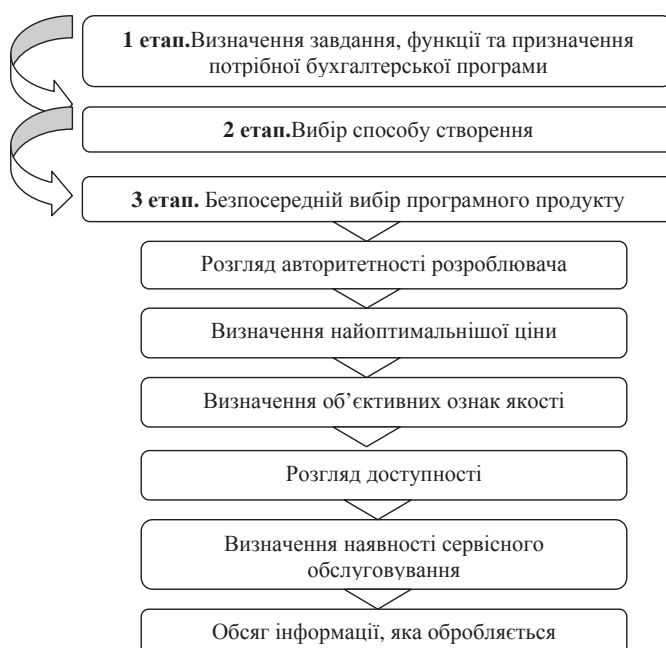 1 етап.Визначення завдання, функції та призначення
потрібної бухгалтерської програми
2 етап.Вибір способу створення
3 етап. Безпосередній вибір програмного продукту
Розгляд авторитетності розроблювача
Визначення найоптимальнішої ціни
Визначення об’єктивних ознак якості
Розгляд доступності
Визначення наявності сервісного
обслуговування
Обсяг інформації, яка обробляється